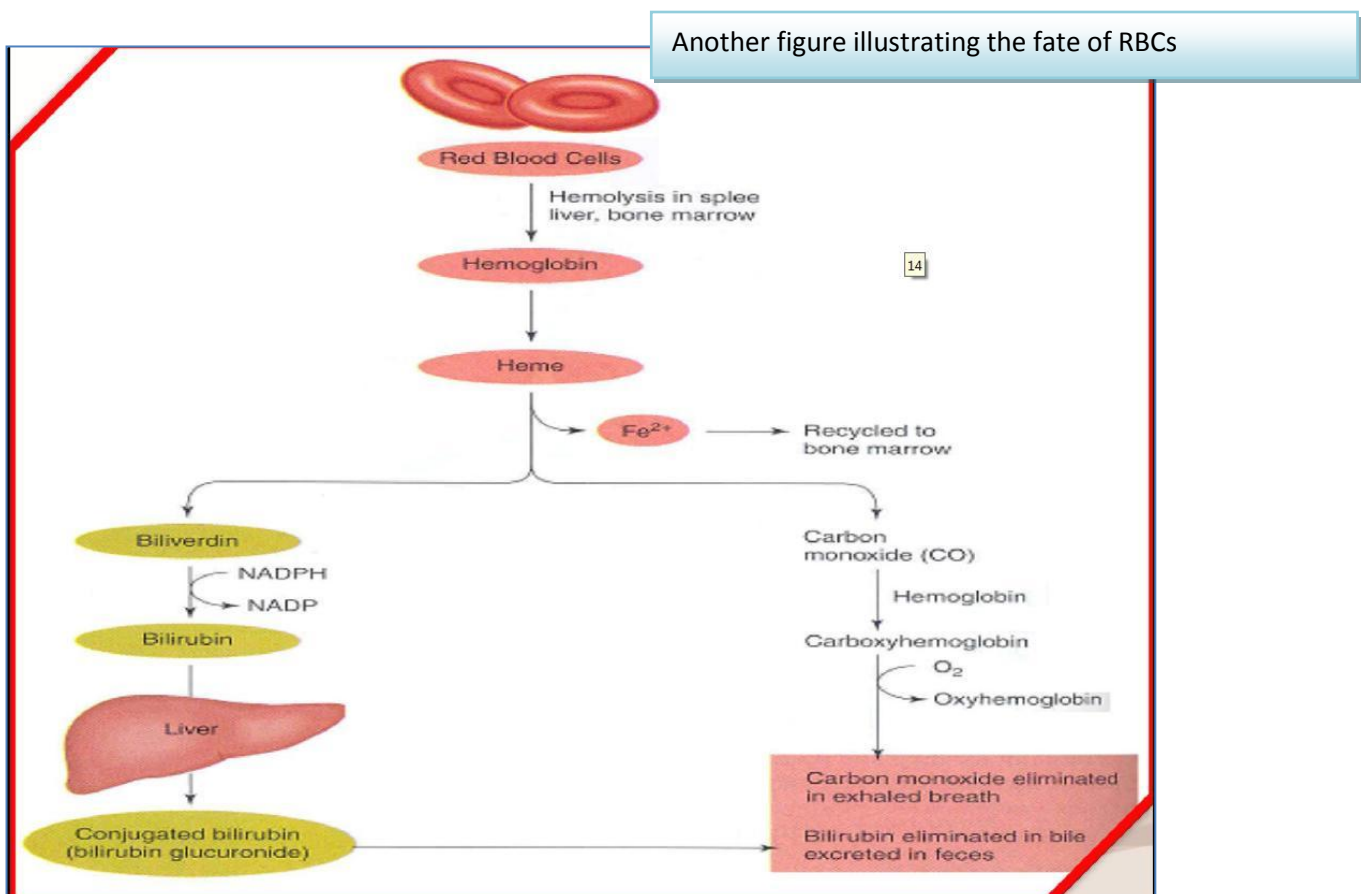 Another figure illustrating the fate of RBCs
Red Blood Cells
Hemolysis in splee
liver, bone marrow
Hemoglobin
14
Heme
Fe²⁺
Recycled to
bone marrow
Biliverdin
NADPH
NADP
Bilirubin
Liver
Conjugated bilirubin
(bilirubin glucuronide)
Carbon
monoxide (CO)
Hemoglobin
Carboxyhemoglobin
O₂
Oxyhemoglobin
Carbon monoxide eliminated
in exhaled breath
Bilirubin eliminated in bile
excreted in feces